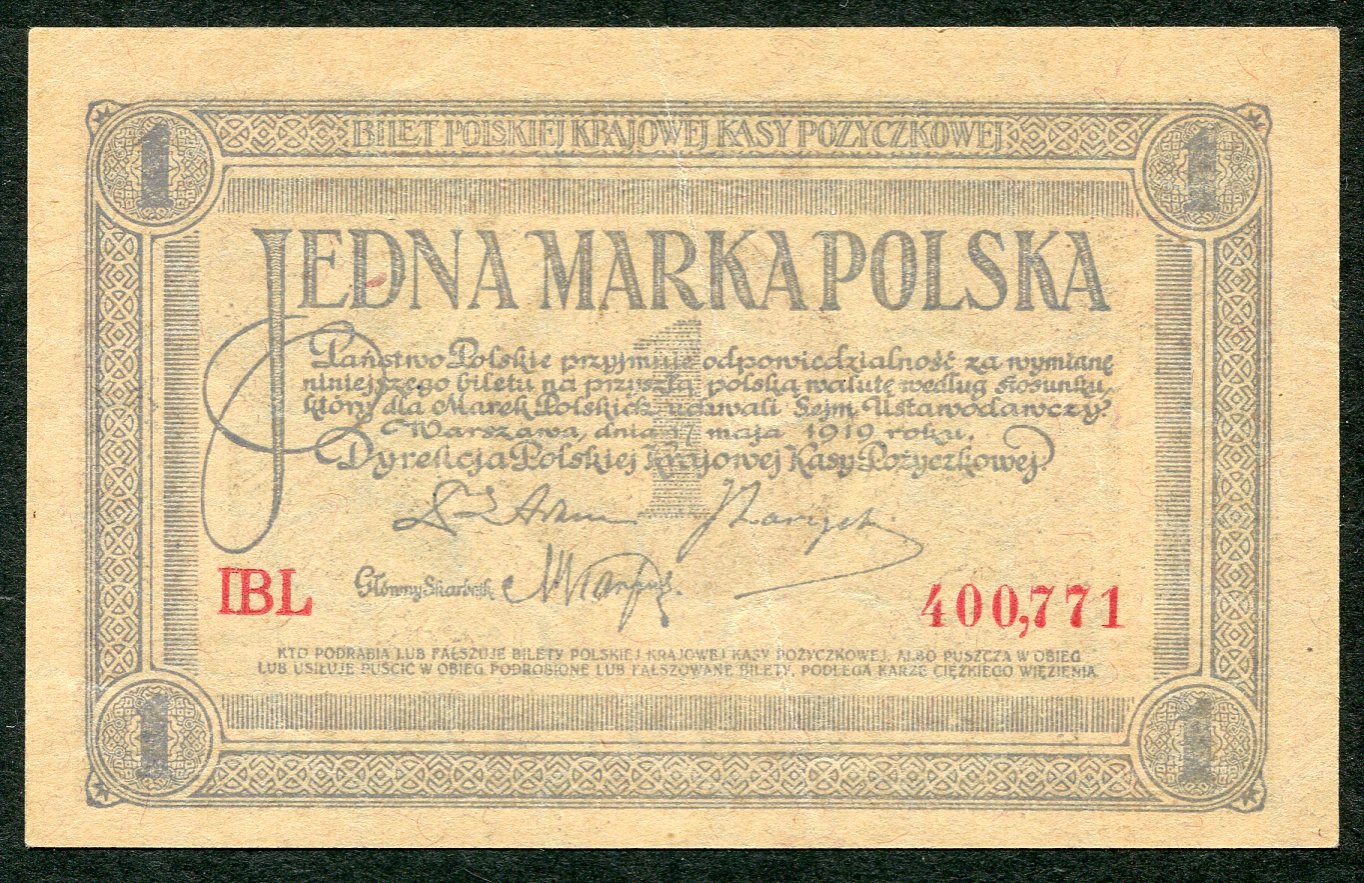 1 BILET POLSKIEJ KRAJOWEJ KASY POŻYCZKOWEJ 1
JEDNA MARKA POLSKA
1
Państwo Polskie przyjmuje odpowiedzialność za wymianę
niniejszego biletu na przyszłą polską walutę według stosunku,
który dla Marek Polskich uchwali Sejm Ustawodawczy.
Warszawa, dnia 17 maja 1919 roku.
Dyrekcja Polskiej Krajowej Kasy Pożyczkowej
IBL Główny Skarbnik 400,771
KTO PODRABIA LUB FAŁSZUJE BILETY POLSKIEJ KRAJOWEJ KASY POŻYCZKOWEJ, ALBO PUSZCZA W OBIEG
LUB USIŁUJE PUŚCIĆ W OBIEG PODROBIONE LUB FAŁSZOWANE BILETY, PODLEGA KARZE CIĘŻKIEGO WIĘZIENIA.
1 1